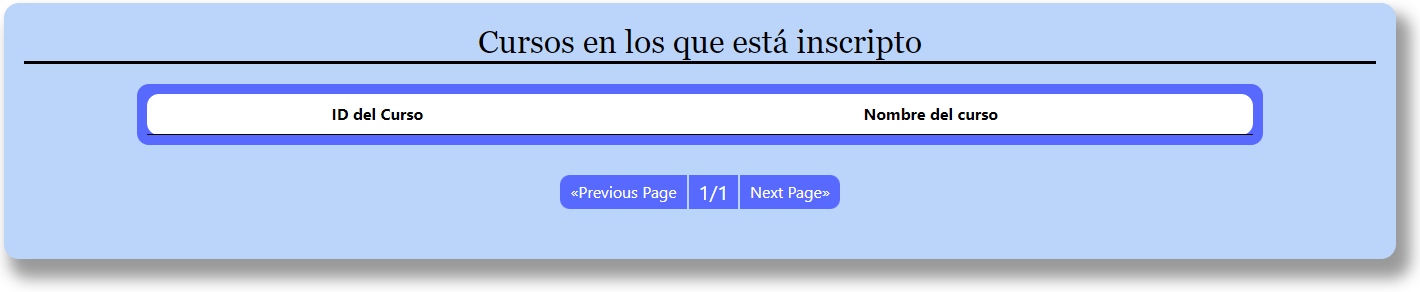 Cursos en los que está inscripto
ID del Curso Nombre del curso
«Previous Page 1/1 Next Page»